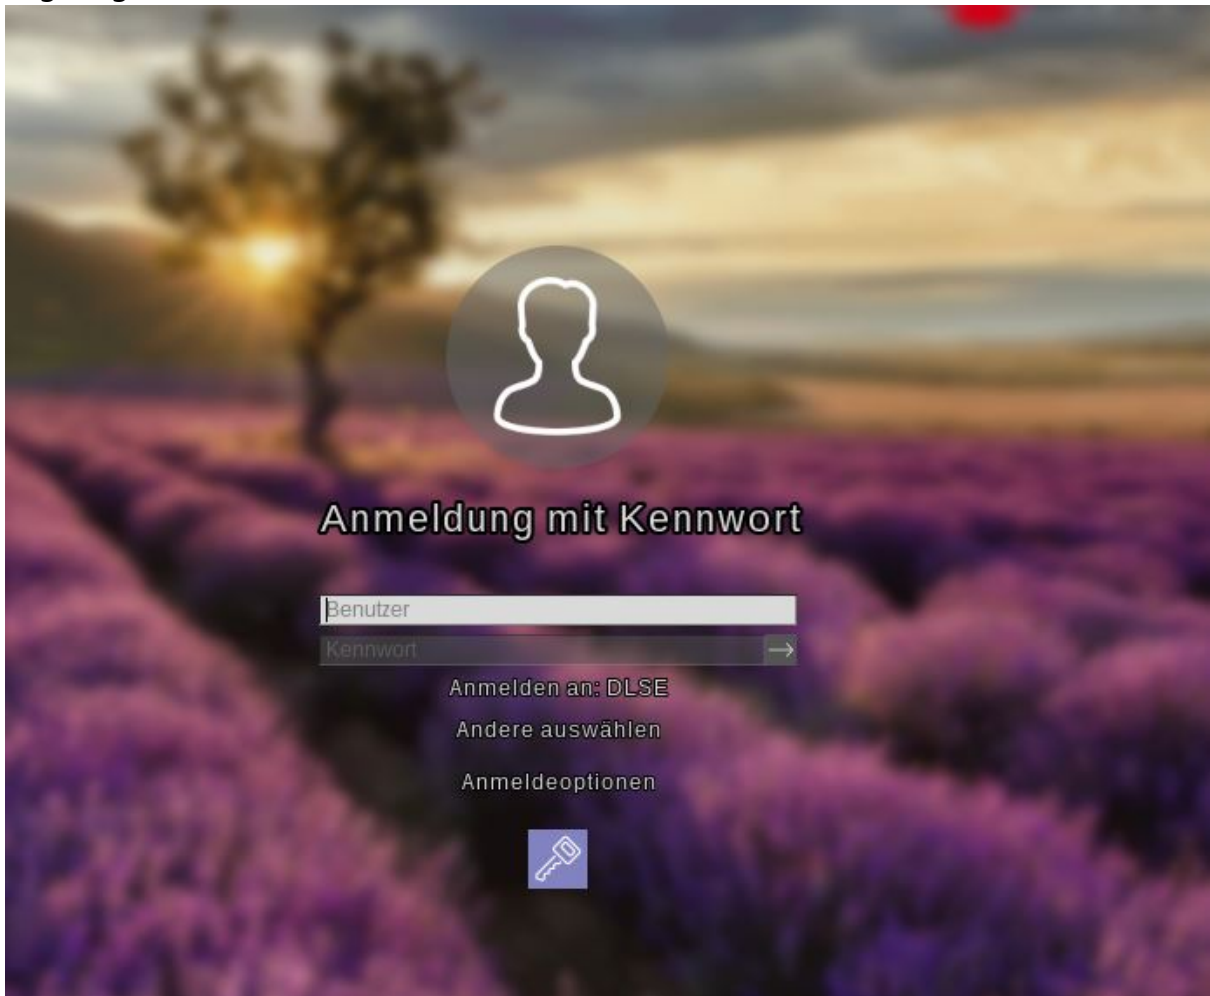 Anmeldung mit Kennwort
Benutzer
Kennwort
Anmelden an: DLSE
Andere auswählen
Anmeldeoptionen